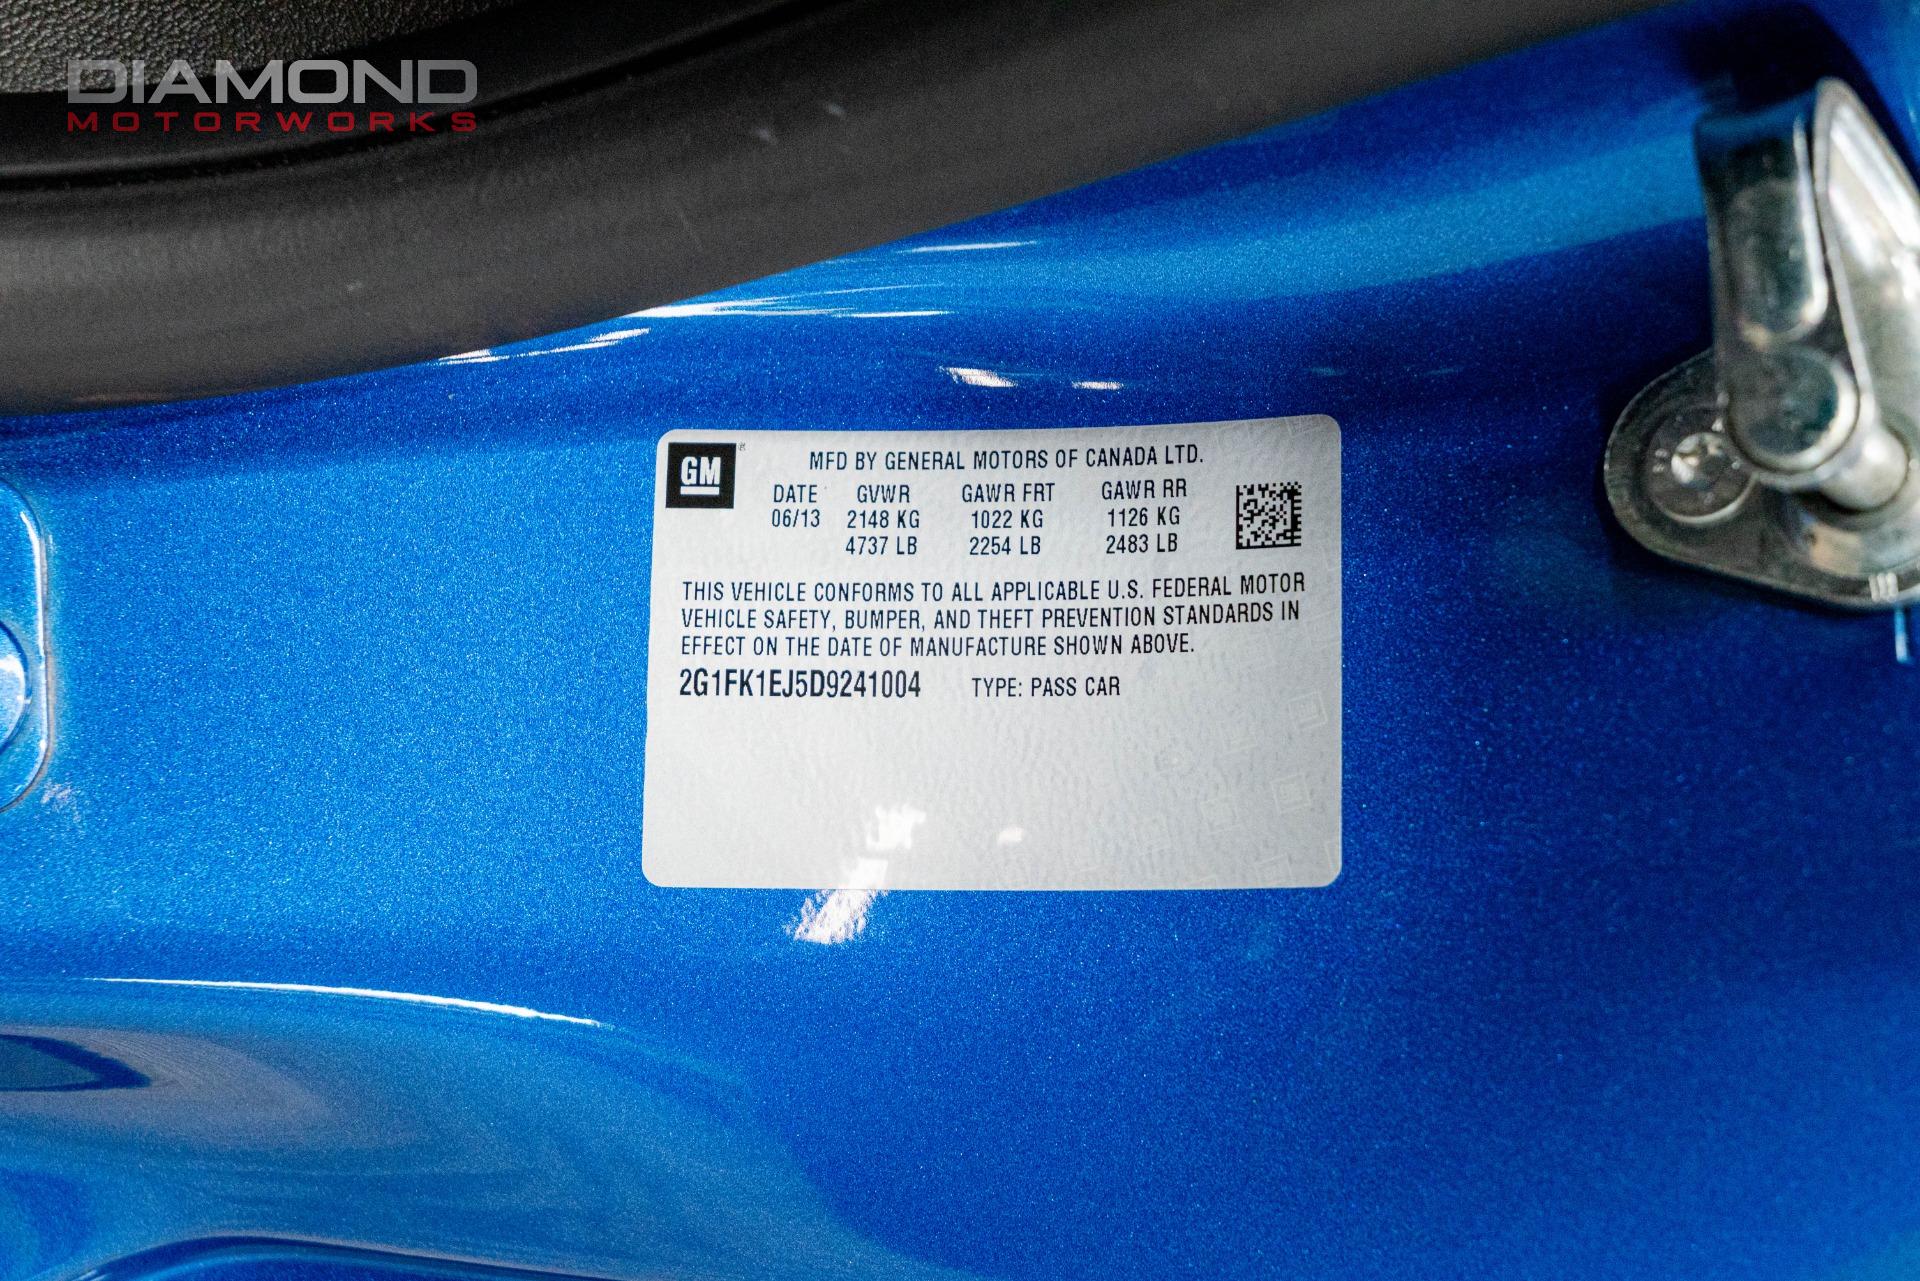 DIAMOND
MOTORWORKS
GM
MFD BY GENERAL MOTORS OF CANADA LTD.
DATE GVWR GAWR FRT GAWR RR
06/13 2148 KG 1022 KG 1126 KG
4737 LB 2254 LB 2483 LB
THIS VEHICLE CONFORMS TO ALL APPLICABLE U.S. FEDERAL MOTOR
VEHICLE SAFETY, BUMPER, AND THEFT PREVENTION STANDARDS IN
EFFECT ON THE DATE OF MANUFACTURE SHOWN ABOVE.
2G1FK1EJ5D9241004 TYPE: PASS CAR